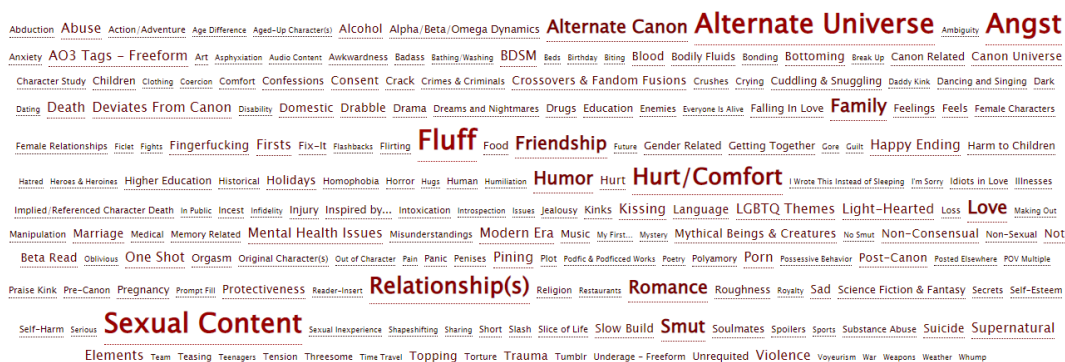 Abduction Abuse Action/Adventure Age Difference Aged-Up Character(s) Alcohol Alpha/Beta/Omega Dynamics Alternate Canon Alternate Universe Ambiguity Angst
Anxiety AO3 Tags - Freeform Art Asphyxiation Audio Content Awkwardness Badass Bathing/Washing BDSM Beds Birthday Biting Blood Bodily Fluids Bonding Bottoming Break Up Canon Related Canon Universe
Character Study Children Clothing Coercion Comfort Confessions Consent Crack Crimes & Criminals Crossovers & Fandom Fusions Crushes Crying Cuddling & Snuggling Daddy Kink Dancing and Singing Dark
Dating Death Deviates From Canon Disability Domestic Drabble Drama Dreams and Nightmares Drugs Education Enemies Everyone Is Alive Falling In Love Family Feelings Feels Female Characters
Female Relationships Ficlet Fights Fingerfucking Firsts Fix-It Flashbacks Flirting Fluff Food Friendship Future Gender Related Getting Together Gore Guilt Happy Ending Harm to Children
Hatred Heroes & Heroines Higher Education Historical Holidays Homophobia Horror Hugs Human Humiliation Humor Hurt Hurt/Comfort I Wrote This Instead of Sleeping I'm Sorry Idiots in Love Illnesses
Implied/Referenced Character Death In Public Incest Infidelity Injury Inspired by... Intoxication Introspection Issues Jealousy Kinks Kissing Language LGBTQ Themes Light-Hearted Loss Love Making Out
Manipulation Marriage Medical Memory Related Mental Health Issues Misunderstandings Modern Era Music My First... Mystery Mythical Beings & Creatures No Smut Non-Consensual Non-Sexual Not
Beta Read Oblivious One Shot Orgasm Original Character(s) Out of Character Pain Panic Penises Pining Plot Podfic & Podficced Works Poetry Polyamory Porn Possessive Behavior Post-Canon Posted Elsewhere POV Multiple
Praise Kink Pre-Canon Pregnancy Prompt Fill Protectiveness Reader-Insert Relationship(s) Religion Restaurants Romance Roughness Royalty Sad Science Fiction & Fantasy Secrets Self-Esteem
Self-Harm Serious Sexual Content Sexual Inexperience Shapeshifting Sharing Short Slash Slice of Life Slow Build Smut Soulmates Spoilers Sports Substance Abuse Suicide Supernatural
Elements Team Teasing Teenagers Tension Threesome Time Travel Topping Torture Trauma Tumblr Underage - Freeform Unrequited Violence Voyeurism War Weapons Weather Whump